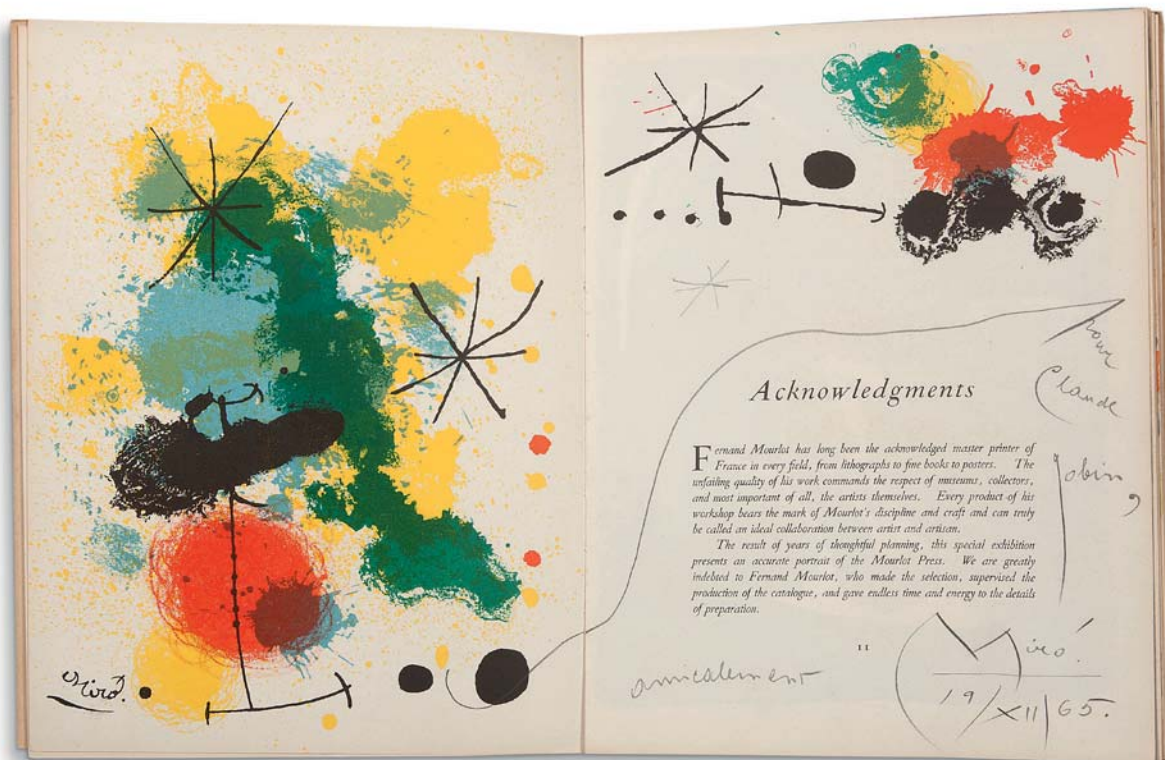 Miró.
pour
Claude
Jobin,
Acknowledgments
Fernand Mourlot has long been the acknowledged master printer of
France in every field, from lithographs to fine books to posters. The
unfailing quality of his work commands the respect of museums, collectors,
and most important of all, the artists themselves. Every product of his
workshop bears the mark of Mourlot's discipline and craft and can truly
be called an ideal collaboration between artist and artisan.
The result of years of thoughtful planning, this special exhibition
presents an accurate portrait of the Mourlot Press. We are greatly
indebted to Fernand Mourlot, who made the selection, supervised the
production of the catalogue, and gave endless time and energy to the details
of preparation.
11
amicalement
Miró.
19/XII/65.